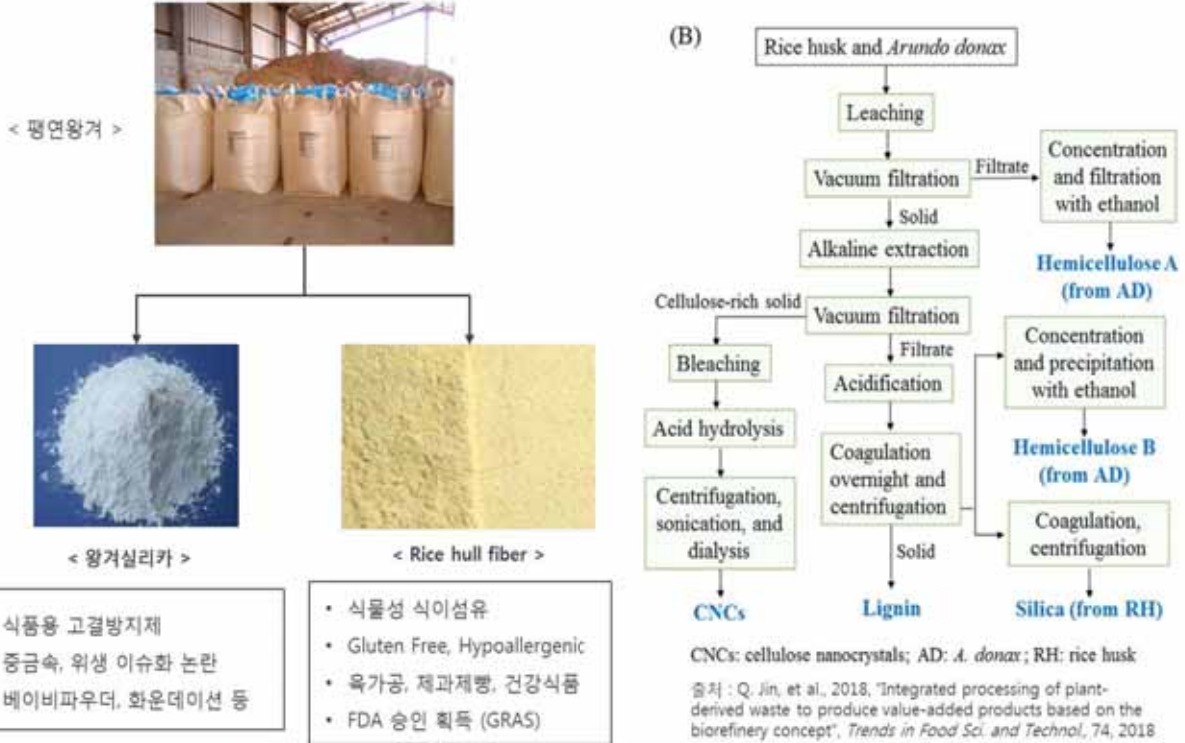 < 팽연왕겨 >
< 왕겨실리카 >
< Rice hull fiber >
식품용 고결방지제
중금속, 위생 이슈화 논란
베이비파우더, 화운데이션 등
• 식물성 식이섬유
• Gluten Free, Hypoallergenic
• 육가공, 제과제빵, 건강식품
• FDA 승인 획득 (GRAS)
(B)
Rice husk and Arundo donax
Leaching
Vacuum filtration
Filtrate
Concentration
and filtration
with ethanol
Hemicellulose A
(from AD)
Solid
Alkaline extraction
Vacuum filtration
Cellulose-rich solid
Bleaching
Acid hydrolysis
Centrifugation,
sonication, and
dialysis
CNCs
Filtrate
Acidification
Coagulation
overnight and
centrifugation
Solid
Lignin
Concentration
and precipitation
with ethanol
Hemicellulose B
(from AD)
Coagulation,
centrifugation
Silica (from RH)
CNCs: cellulose nanocrystals; AD: A. donax; RH: rice husk
출처 : Q. Jin, et al., 2018, "Integrated processing of plant-
derived waste to produce value-added products based on the
biorefinery concept", Trends in Food Sci. and Technol, 74, 2018